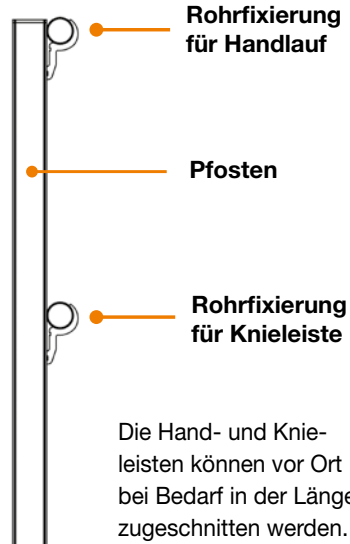 Rohrfixierung
für Handlauf
Pfosten
Rohrfixierung
für Knieleiste
Die Hand- und Knie-
leisten können vor Ort
bei Bedarf in der Länge
zugeschnitten werden.